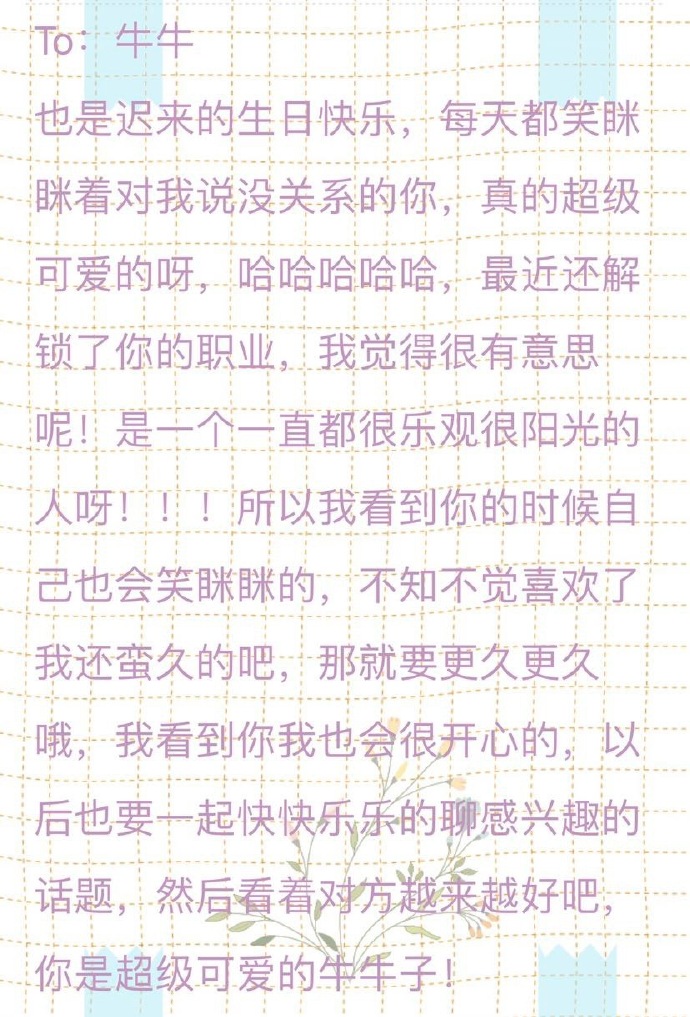 To：牛牛
也是迟来的生日快乐，每天都笑眯
眯着对我说没关系的你，真的超级
可爱的呀，哈哈哈哈哈，最近还解
锁了你的职业，我觉得很有意思
呢！是一个一直都很乐观很阳光的
人呀！！！所以我看到你的时候自
己也会笑眯眯的，不知不觉喜欢了
我还蛮久的吧，那就要更久更久
哦，我看到你我也会很开心的，以
后也要一起快快乐乐的聊感兴趣的
话题，然后看着对方越来越好吧，
你是超级可爱的牛牛子！